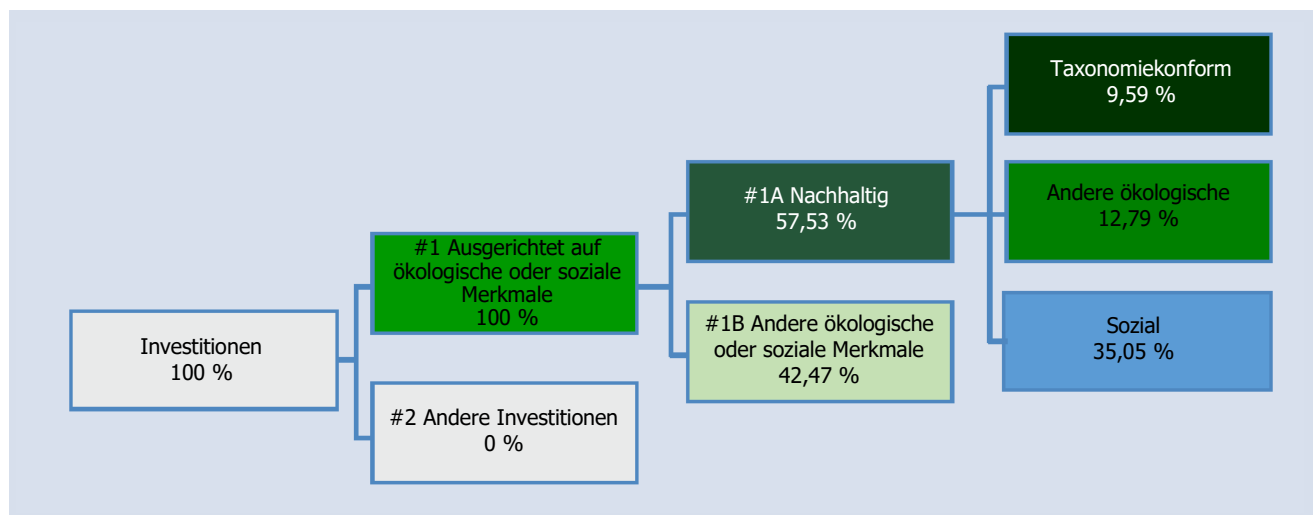 Investitionen
100 %
#1 Ausgerichtet auf
ökologische oder soziale
Merkmale
100 %
#2 Andere Investitionen
0 %
#1A Nachhaltig
57,53 %
#1B Andere ökologische
oder soziale Merkmale
42,47 %
Taxonomiekonform
9,59 %
Andere ökologische
12,79 %
Sozial
35,05 %